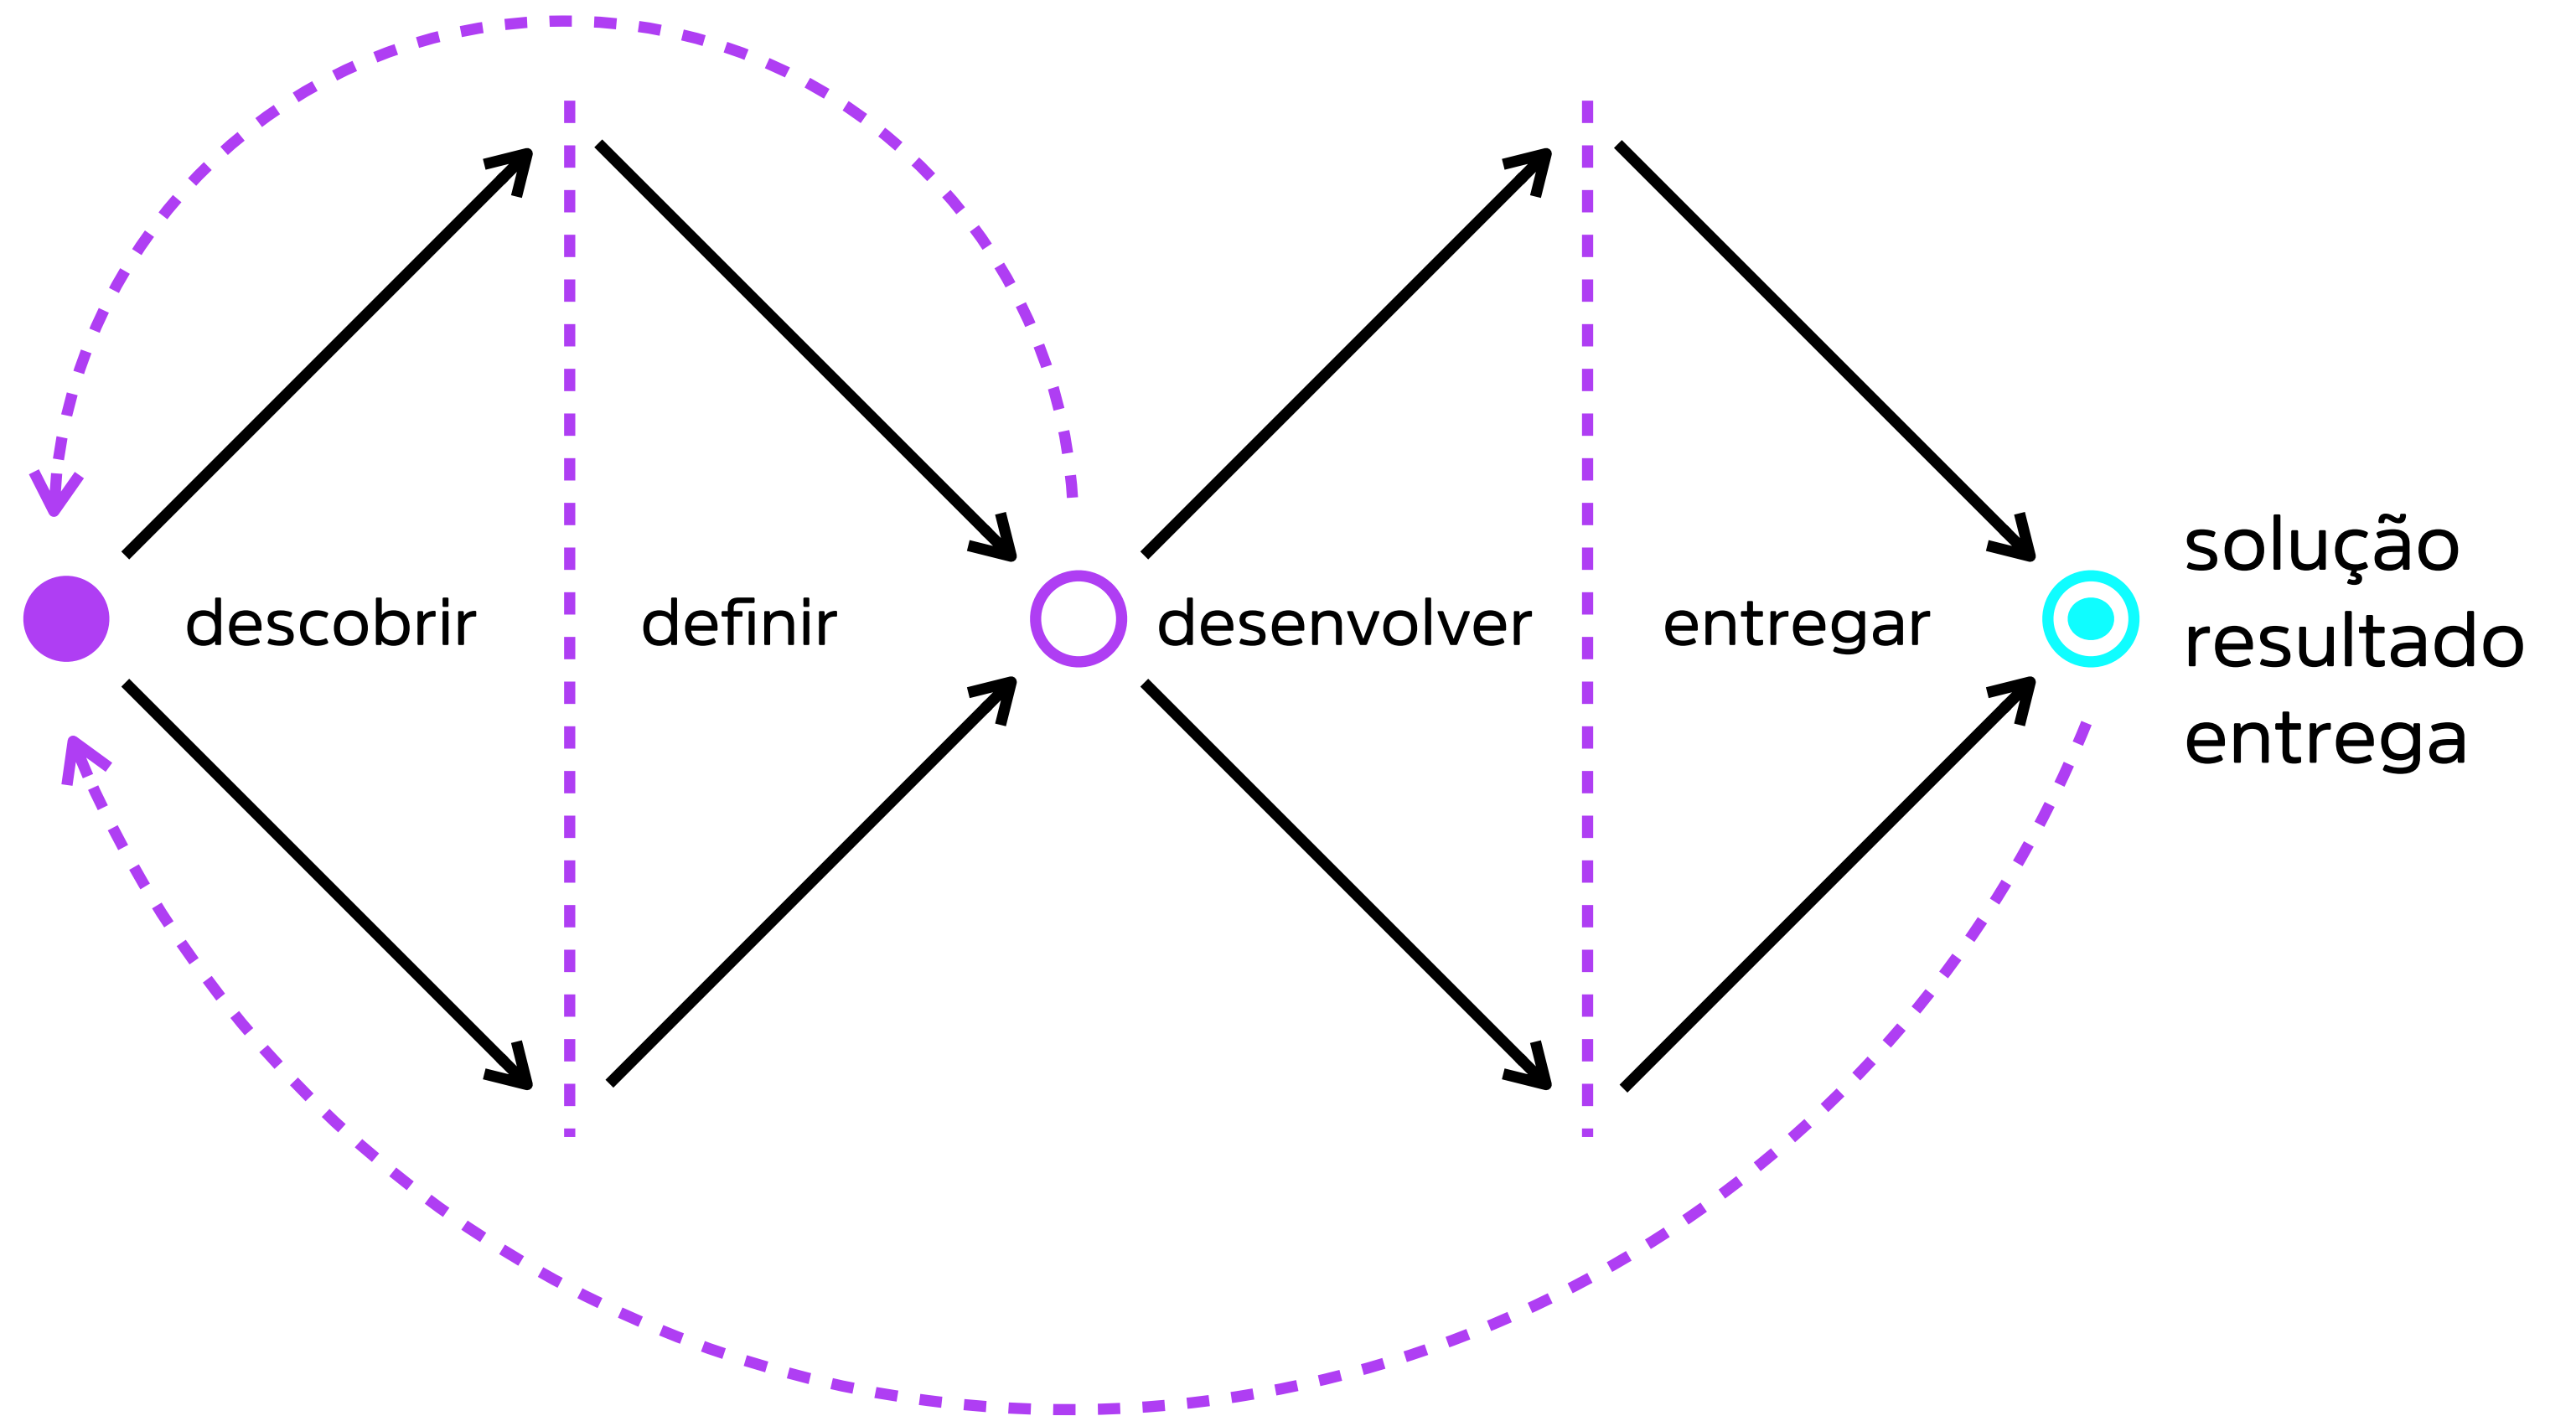 descobrir
definir
desenvolver
entregar
solução
resultado
entrega